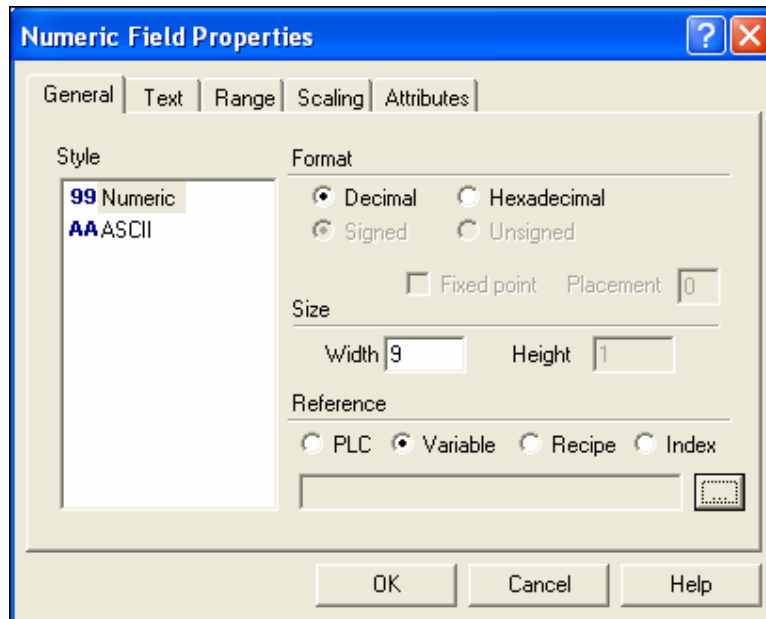 Numeric Field Properties
General Text Range Scaling Attributes
Style
99 Numeric
AA ASCII
Format
Decimal Hexadecimal
Signed Unsigned
Fixed point Placement 0
Size
Width 9 Height 1
Reference
PLC Variable Recipe Index
...
OK Cancel Help